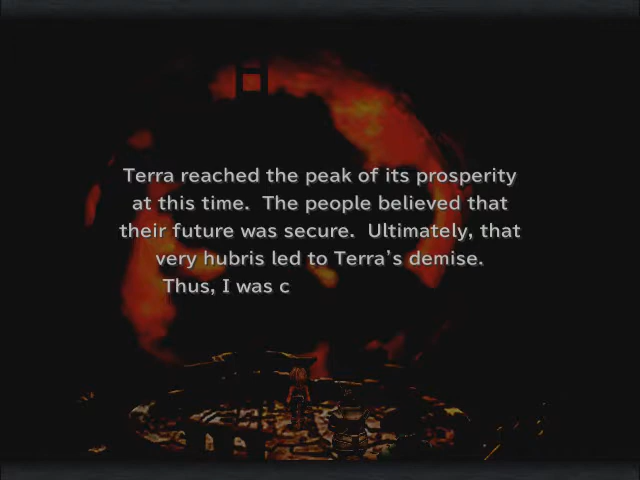 Terra reached the peak of its prosperity
at this time. The people believed that
their future was secure. Ultimately, that
very hubris led to Terra's demise.
Thus, I was c